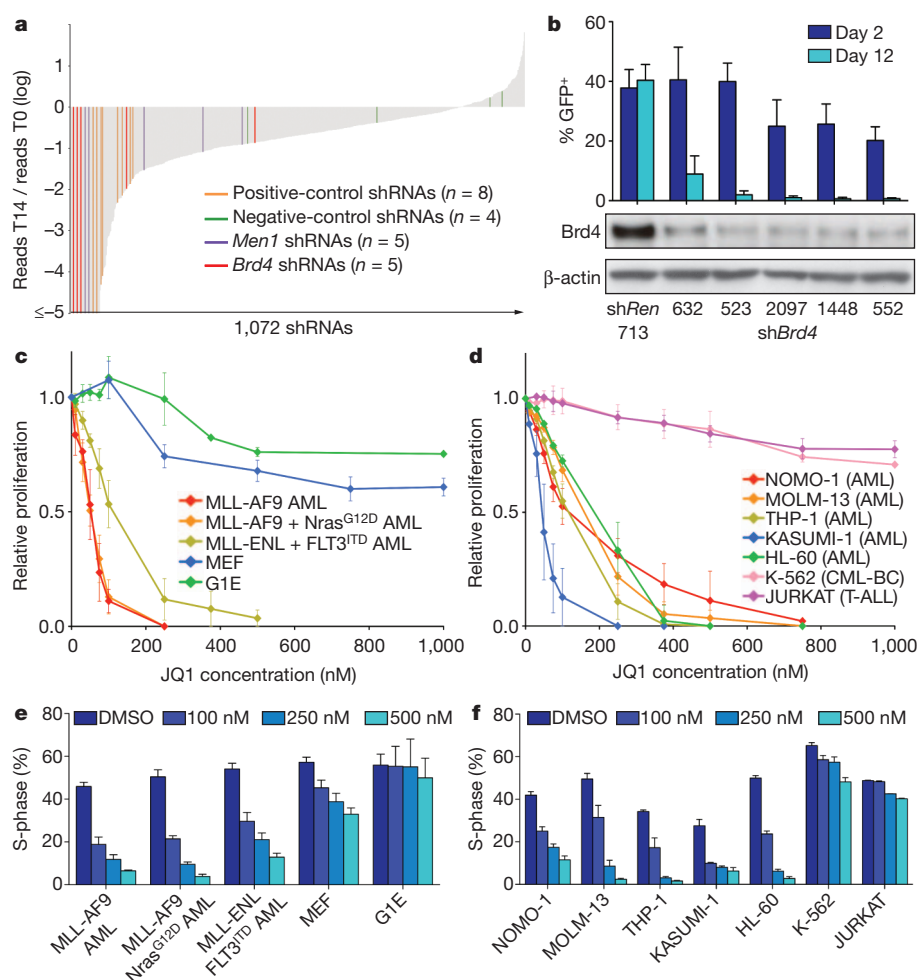 a
Reads T14 / reads T0 (log)
1
0
−1
−2
−3
−4
≤−5
Positive-control shRNAs (n = 8)
Negative-control shRNAs (n = 4)
Men1 shRNAs (n = 5)
Brd4 shRNAs (n = 5)
1,072 shRNAs
b
% GFP+
60
40
20
0
Day 2
Day 12
Brd4
β-actin
shRen 632 523 2097 1448 552
713 shBrd4
c
Relative proliferation
1.0
0.5
0.0
MLL-AF9 AML
MLL-AF9 + NrasG12D AML
MLL-ENL + FLT3ITD AML
MEF
G1E
0 200 400 600 800 1,000
JQ1 concentration (nM)
d
Relative proliferation
1.0
0.5
0.0
NOMO-1 (AML)
MOLM-13 (AML)
THP-1 (AML)
KASUMI-1 (AML)
HL-60 (AML)
K-562 (CML-BC)
JURKAT (T-ALL)
0 200 400 600 800 1,000
JQ1 concentration (nM)
e
DMSO 100 nM 250 nM 500 nM
S-phase (%)
80
60
40
20
0
MLL-AF9
AML
MLL-AF9
NrasG12D AML
MLL-ENL
FLT3ITD AML
MEF
G1E
f
DMSO 100 nM 250 nM 500 nM
S-phase (%)
80
60
40
20
0
NOMO-1
MOLM-13
THP-1
KASUMI-1
HL-60
K-562
JURKAT